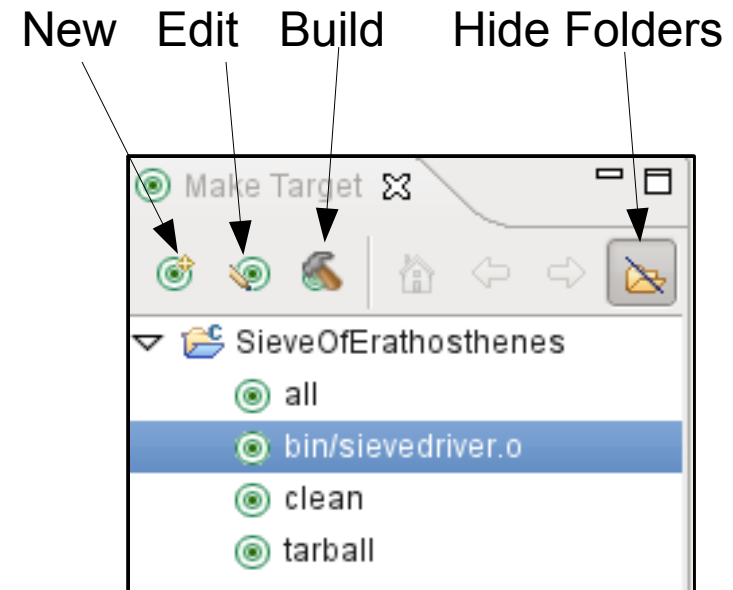 New Edit Build Hide Folders
Make Target
SieveOfErathosthenes
all
bin/sievedriver.o
clean
tarball